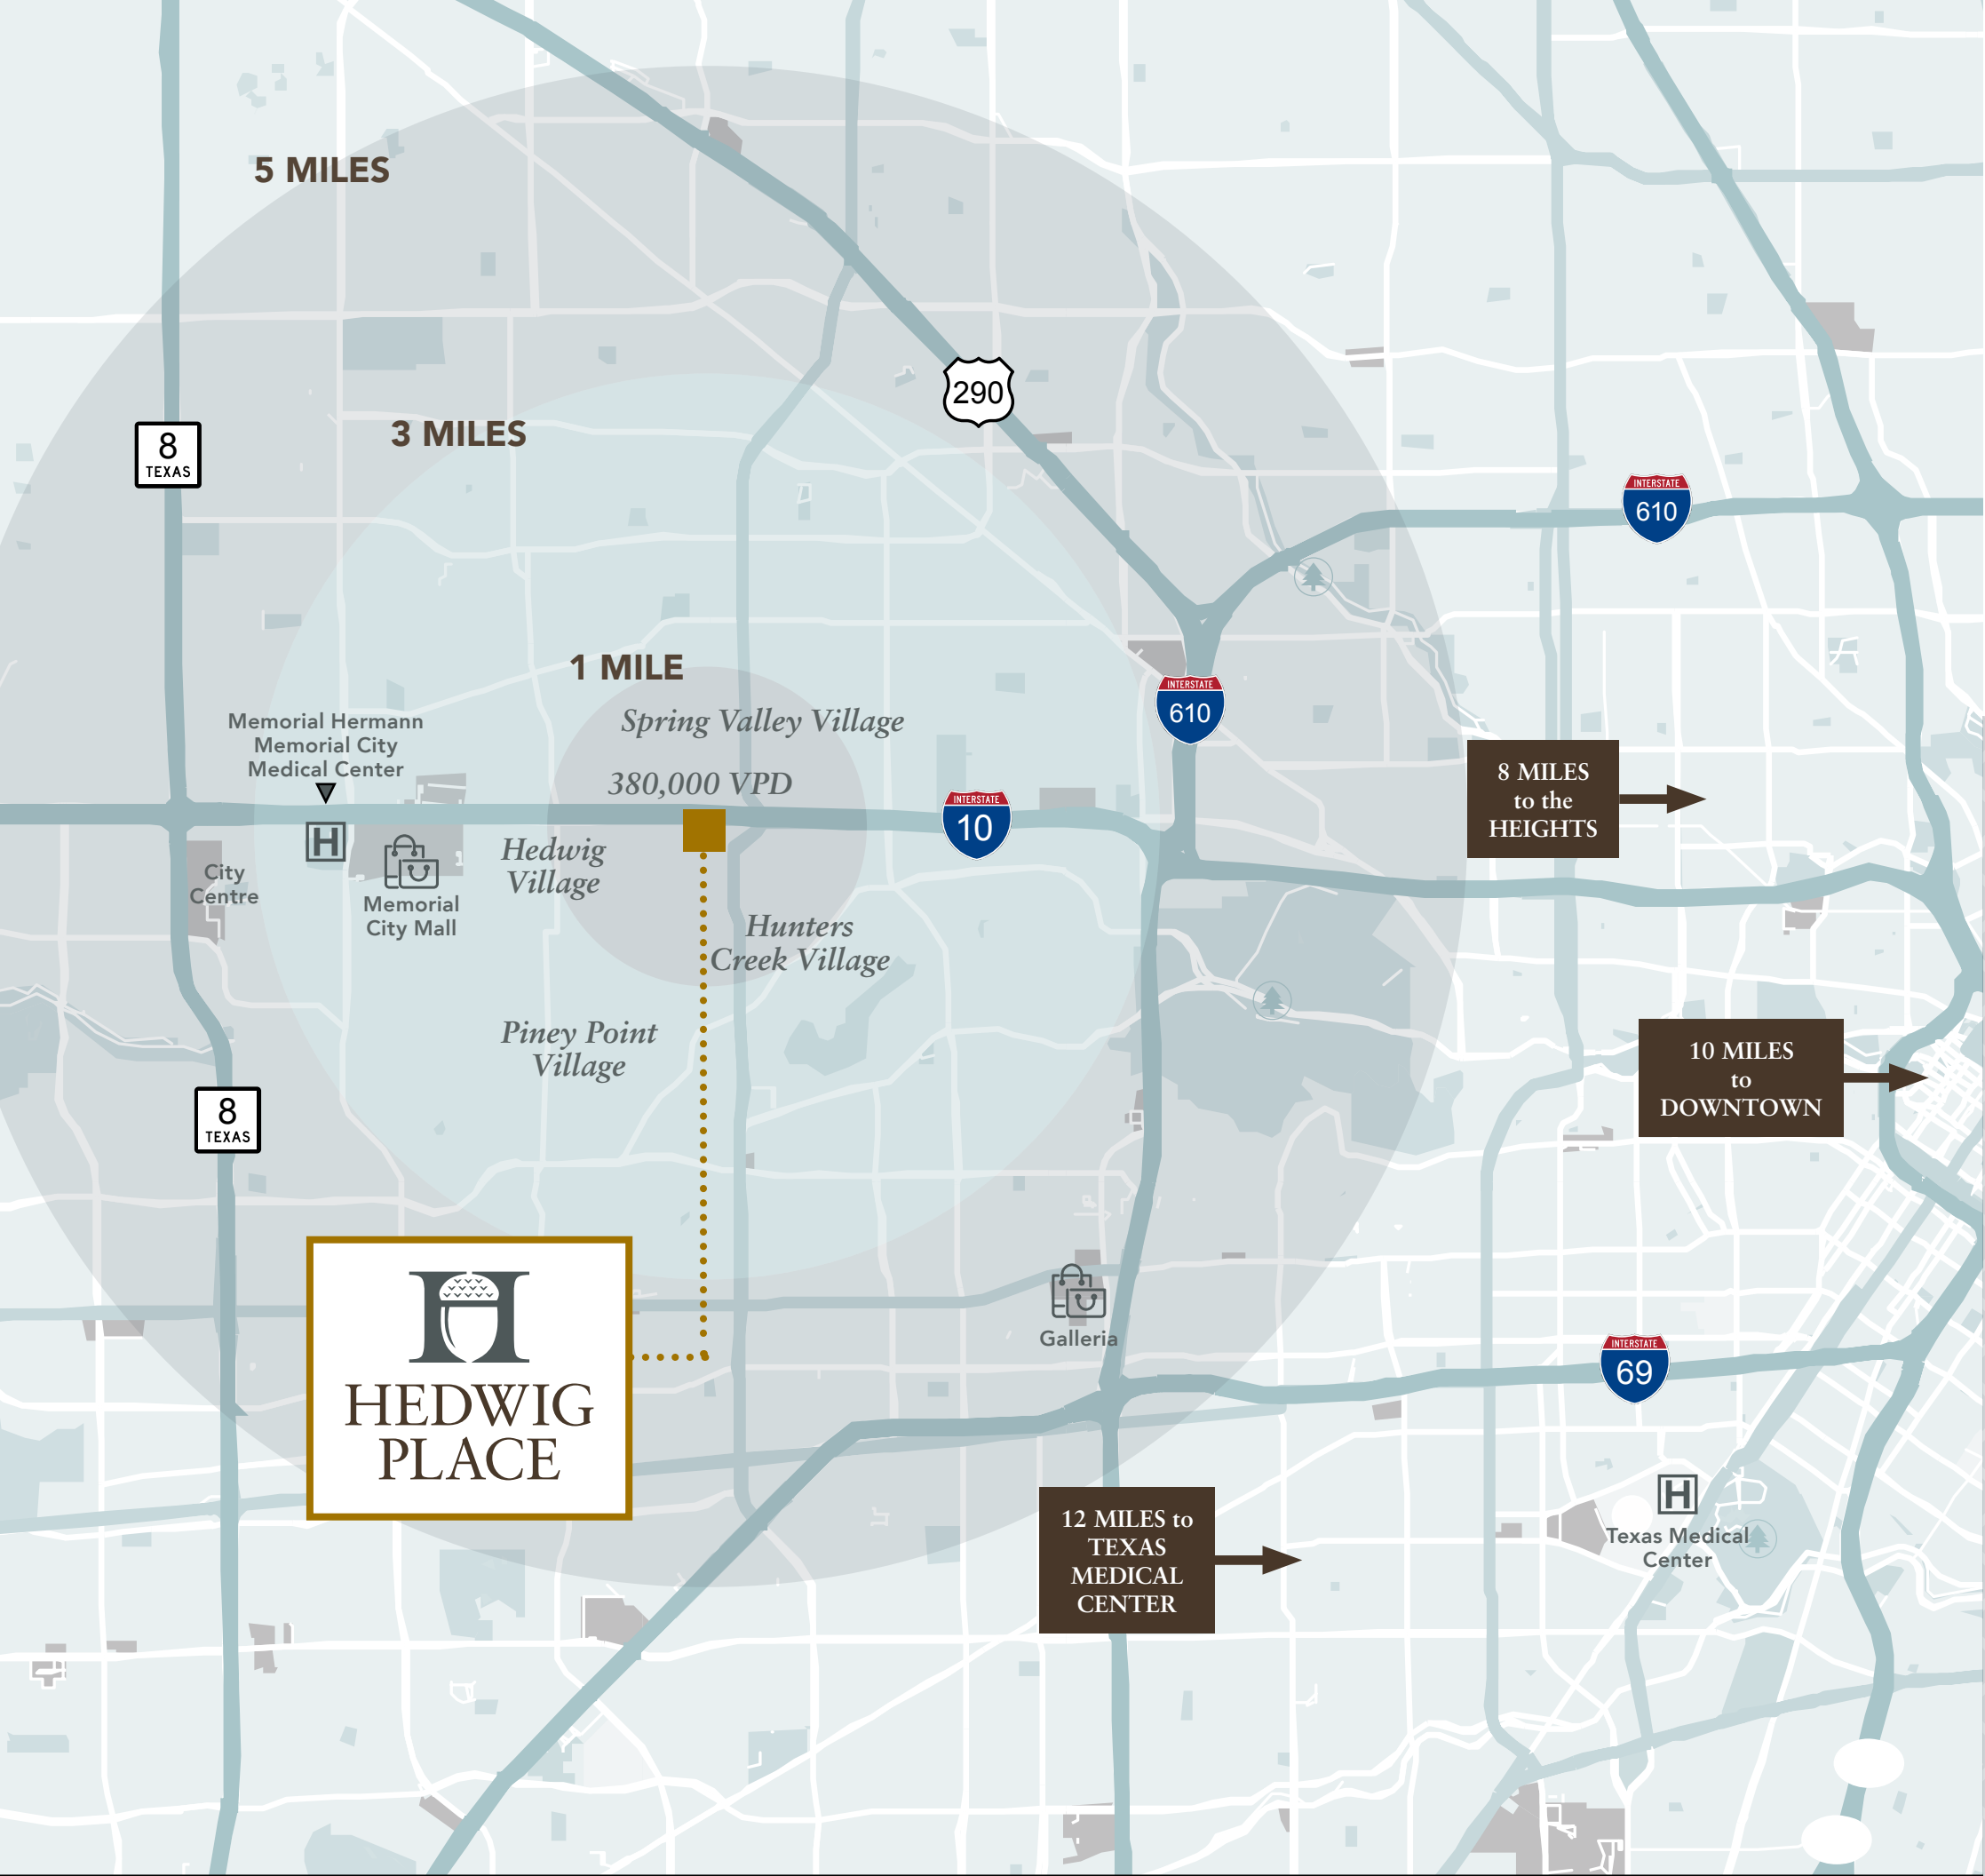 5 MILES
290
3 MILES
8
TEXAS
INTERSTATE
610
1 MILE
INTERSTATE
610
Spring Valley Village
Memorial Hermann
Memorial City
Medical Center
380,000 VPD
8 MILES
to the
HEIGHTS
INTERSTATE
10
H
Hedwig
Village
City
Centre
Memorial
City Mall
Hunters
Creek Village
Piney Point
Village
10 MILES
to
DOWNTOWN
8
TEXAS
H
HEDWIG
PLACE
Galleria
INTERSTATE
69
12 MILES to
TEXAS
MEDICAL
CENTER
H
Texas Medical
Center